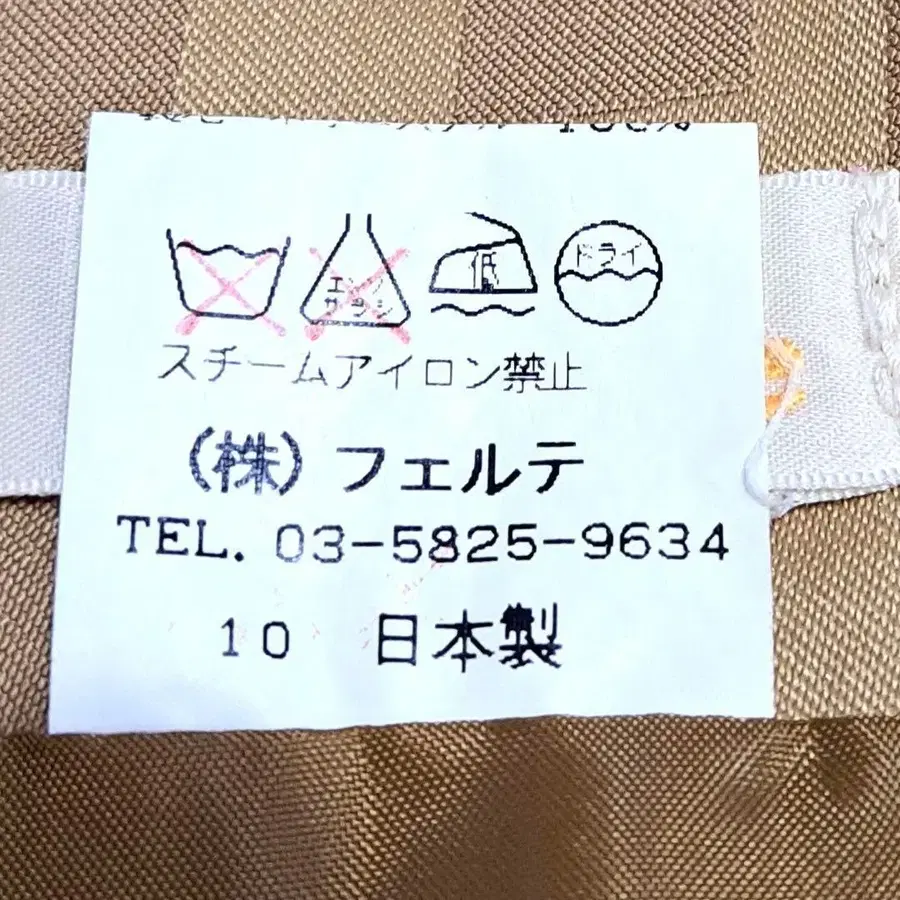 100%
エンソ
サラシ
低
ドライ
スチームアイロン禁止
(株)フェルテ
TEL. 03-5825-9634
10 日本製